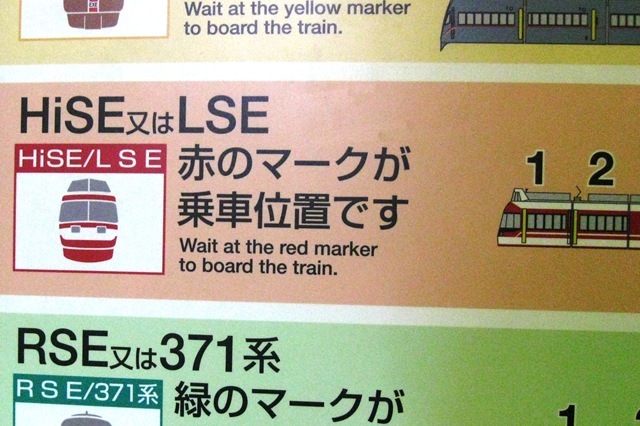 Wait at the yellow marker
to board the train.
HiSE又はLSE
HiSE/L S E
赤のマークが
乗車位置です
Wait at the red marker
to board the train.
1 2
RSE又は371系
R S E/371系
緑のマークが
1